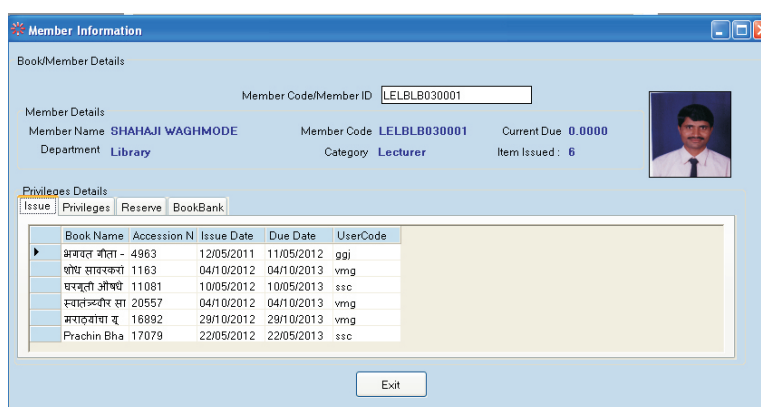 Member Information
Book/Member Details
Member Code/Member ID LELBLB030001
Member Details
Member Name SHAHAJI WAGHMODE Member Code LELBLB030001 Current Due 0.0000
Department Library Category Lecturer Item Issued : 6
Privileges Details
Issue Privileges Reserve BookBank
Book Name Accession N Issue Date Due Date UserCode
भगवत गीता - 4963 12/05/2011 11/05/2012 ggj
शोध सावरकरां 1163 04/10/2012 04/10/2013 vmg
घरगुती औषधे 11081 10/05/2012 10/05/2013 ssc
स्वातंत्र्यवीर सा 20557 04/10/2012 04/10/2013 vmg
मराठ्यांचा यु 16892 29/10/2012 29/10/2013 vmg
Prachin Bha 17079 22/05/2012 22/05/2013 ssc
Exit